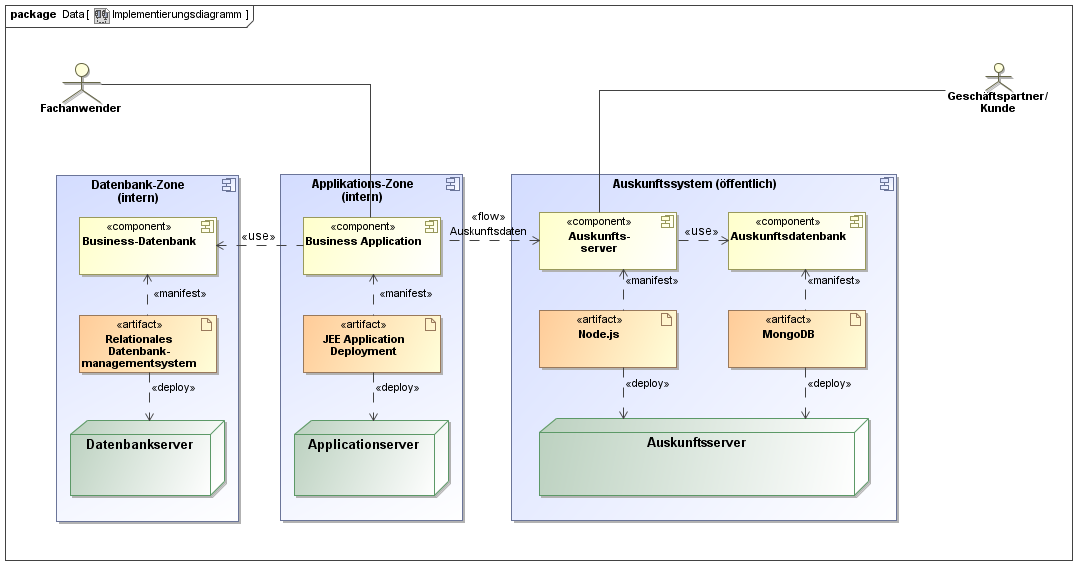 package Data [ Implementierungsdiagramm ]
Fachanwender
Geschäftspartner/
Kunde
Datenbank-Zone
(intern)
«component»
Business-Datenbank
«manifest»
«artifact»
Relationales
Datenbank-
managementsystem
«deploy»
Datenbankserver
«use»
Applikations-Zone
(intern)
«component»
Business Application
«manifest»
«artifact»
JEE Application
Deployment
«deploy»
Applicationserver
«flow»
Auskunftsdaten
Auskunftssystem (öffentlich)
«component»
Auskunfts-
server
«use»
«component»
Auskunftsdatenbank
«manifest»
«manifest»
«artifact»
Node.js
«artifact»
MongoDB
«deploy»
«deploy»
Auskunftsserver